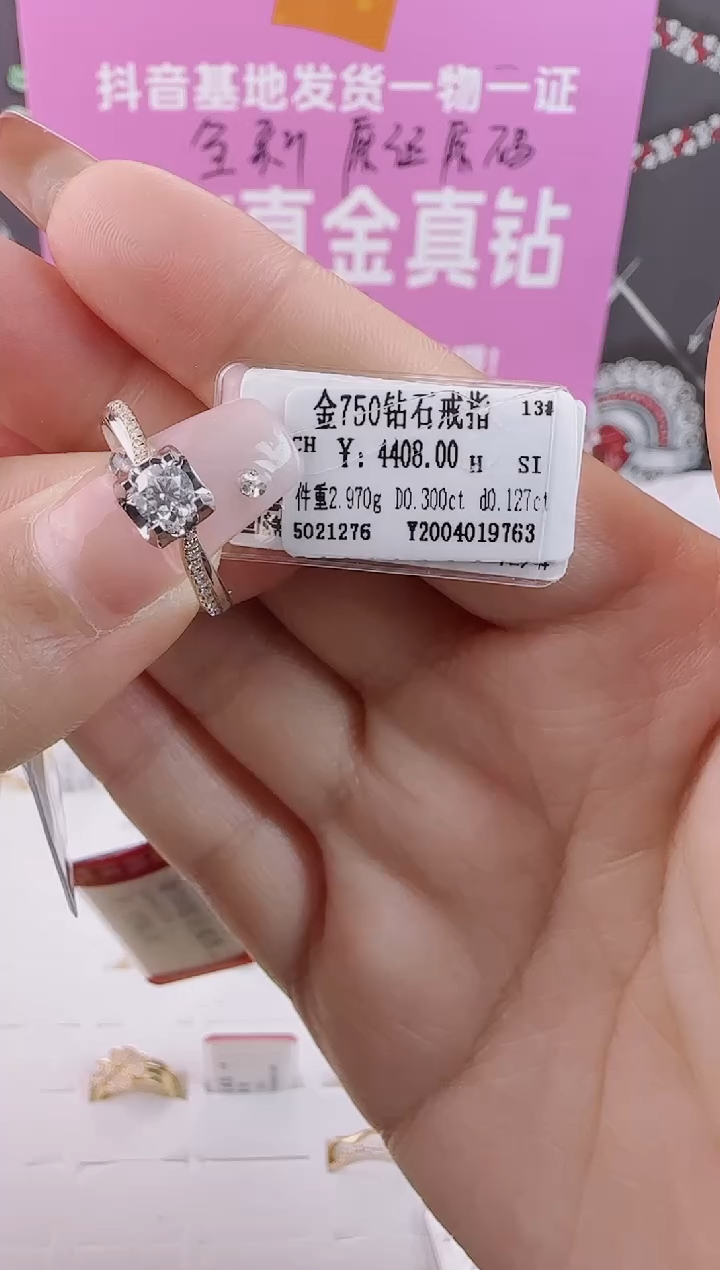 抖音基地发货一物一证
全新 原证原码
真金真钻
金750钻石戒指 13#
CH ¥: 4408.00 H SI
件重2.970g D0.300ct d0.127ct
5021276 Y2004019763